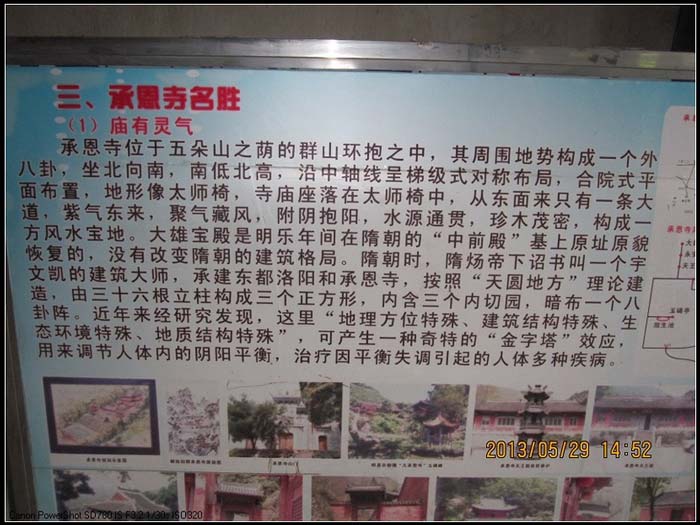 三、承恩寺名胜
（1）庙有灵气
承恩寺位于五朵山之荫的群山环抱之中，其周围地势构成一个外
八卦，坐北向南，南低北高，沿中轴线呈梯级式对称布局，合院式平
面布置，地形像太师椅，寺庙座落在太师椅中，从东面来只有一条大
道，紫气东来，聚气藏风，附阴抱阳，水源通贯，珍木茂密，构成一
方风水宝地。大雄宝殿是明乐年间在隋朝的“中前殿”基上原址原貌
恢复的，没有改变隋朝的建筑格局。隋朝时，隋炀帝下诏书叫一个宇
文凯的建筑大师，承建东都洛阳和承恩寺，按照“天圆地方”理论建
造，由三十六根立柱构成三个正方形，内含三个内切园，暗布一个八
卦阵。近年来经研究发现，这里“地理方位特殊、建筑结构特殊、生
态环境特殊、地质结构特殊”，可产生一种奇特的“金字塔”效应，
用来调节人体内的阴阳平衡，治疗因平衡失调引起的人体多种疾病。
2013/05/29 14:52
Canon PowerShot SD780 IS F3.2 1/30s ISO320